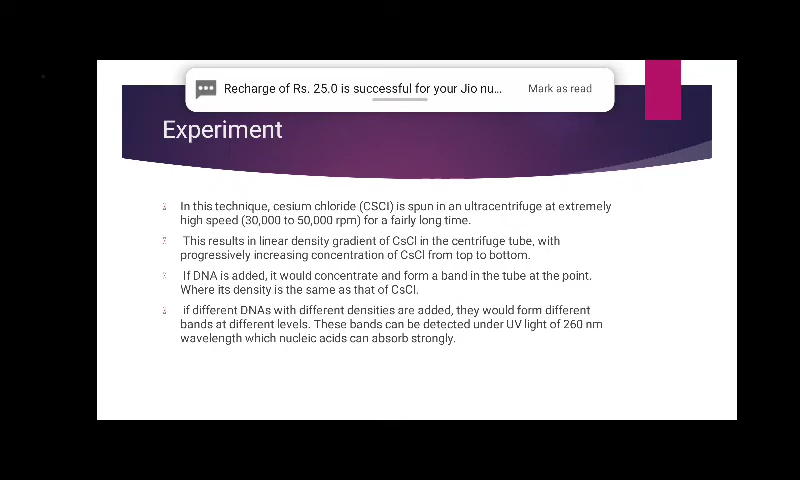 Recharge of Rs. 25.0 is successful for your Jio nu... Mark as read
Experiment
In this technique, cesium chloride (CSCI) is spun in an ultracentrifuge at extremely
high speed (30,000 to 50,000 rpm) for a fairly long time.
This results in linear density gradient of CsCl in the centrifuge tube, with
progressively increasing concentration of CsCl from top to bottom.
If DNA is added, it would concentrate and form a band in the tube at the point.
Where its density is the same as that of CsCl.
if different DNAs with different densities are added, they would form different
bands at different levels. These bands can be detected under UV light of 260 nm
wavelength which nucleic acids can absorb strongly.